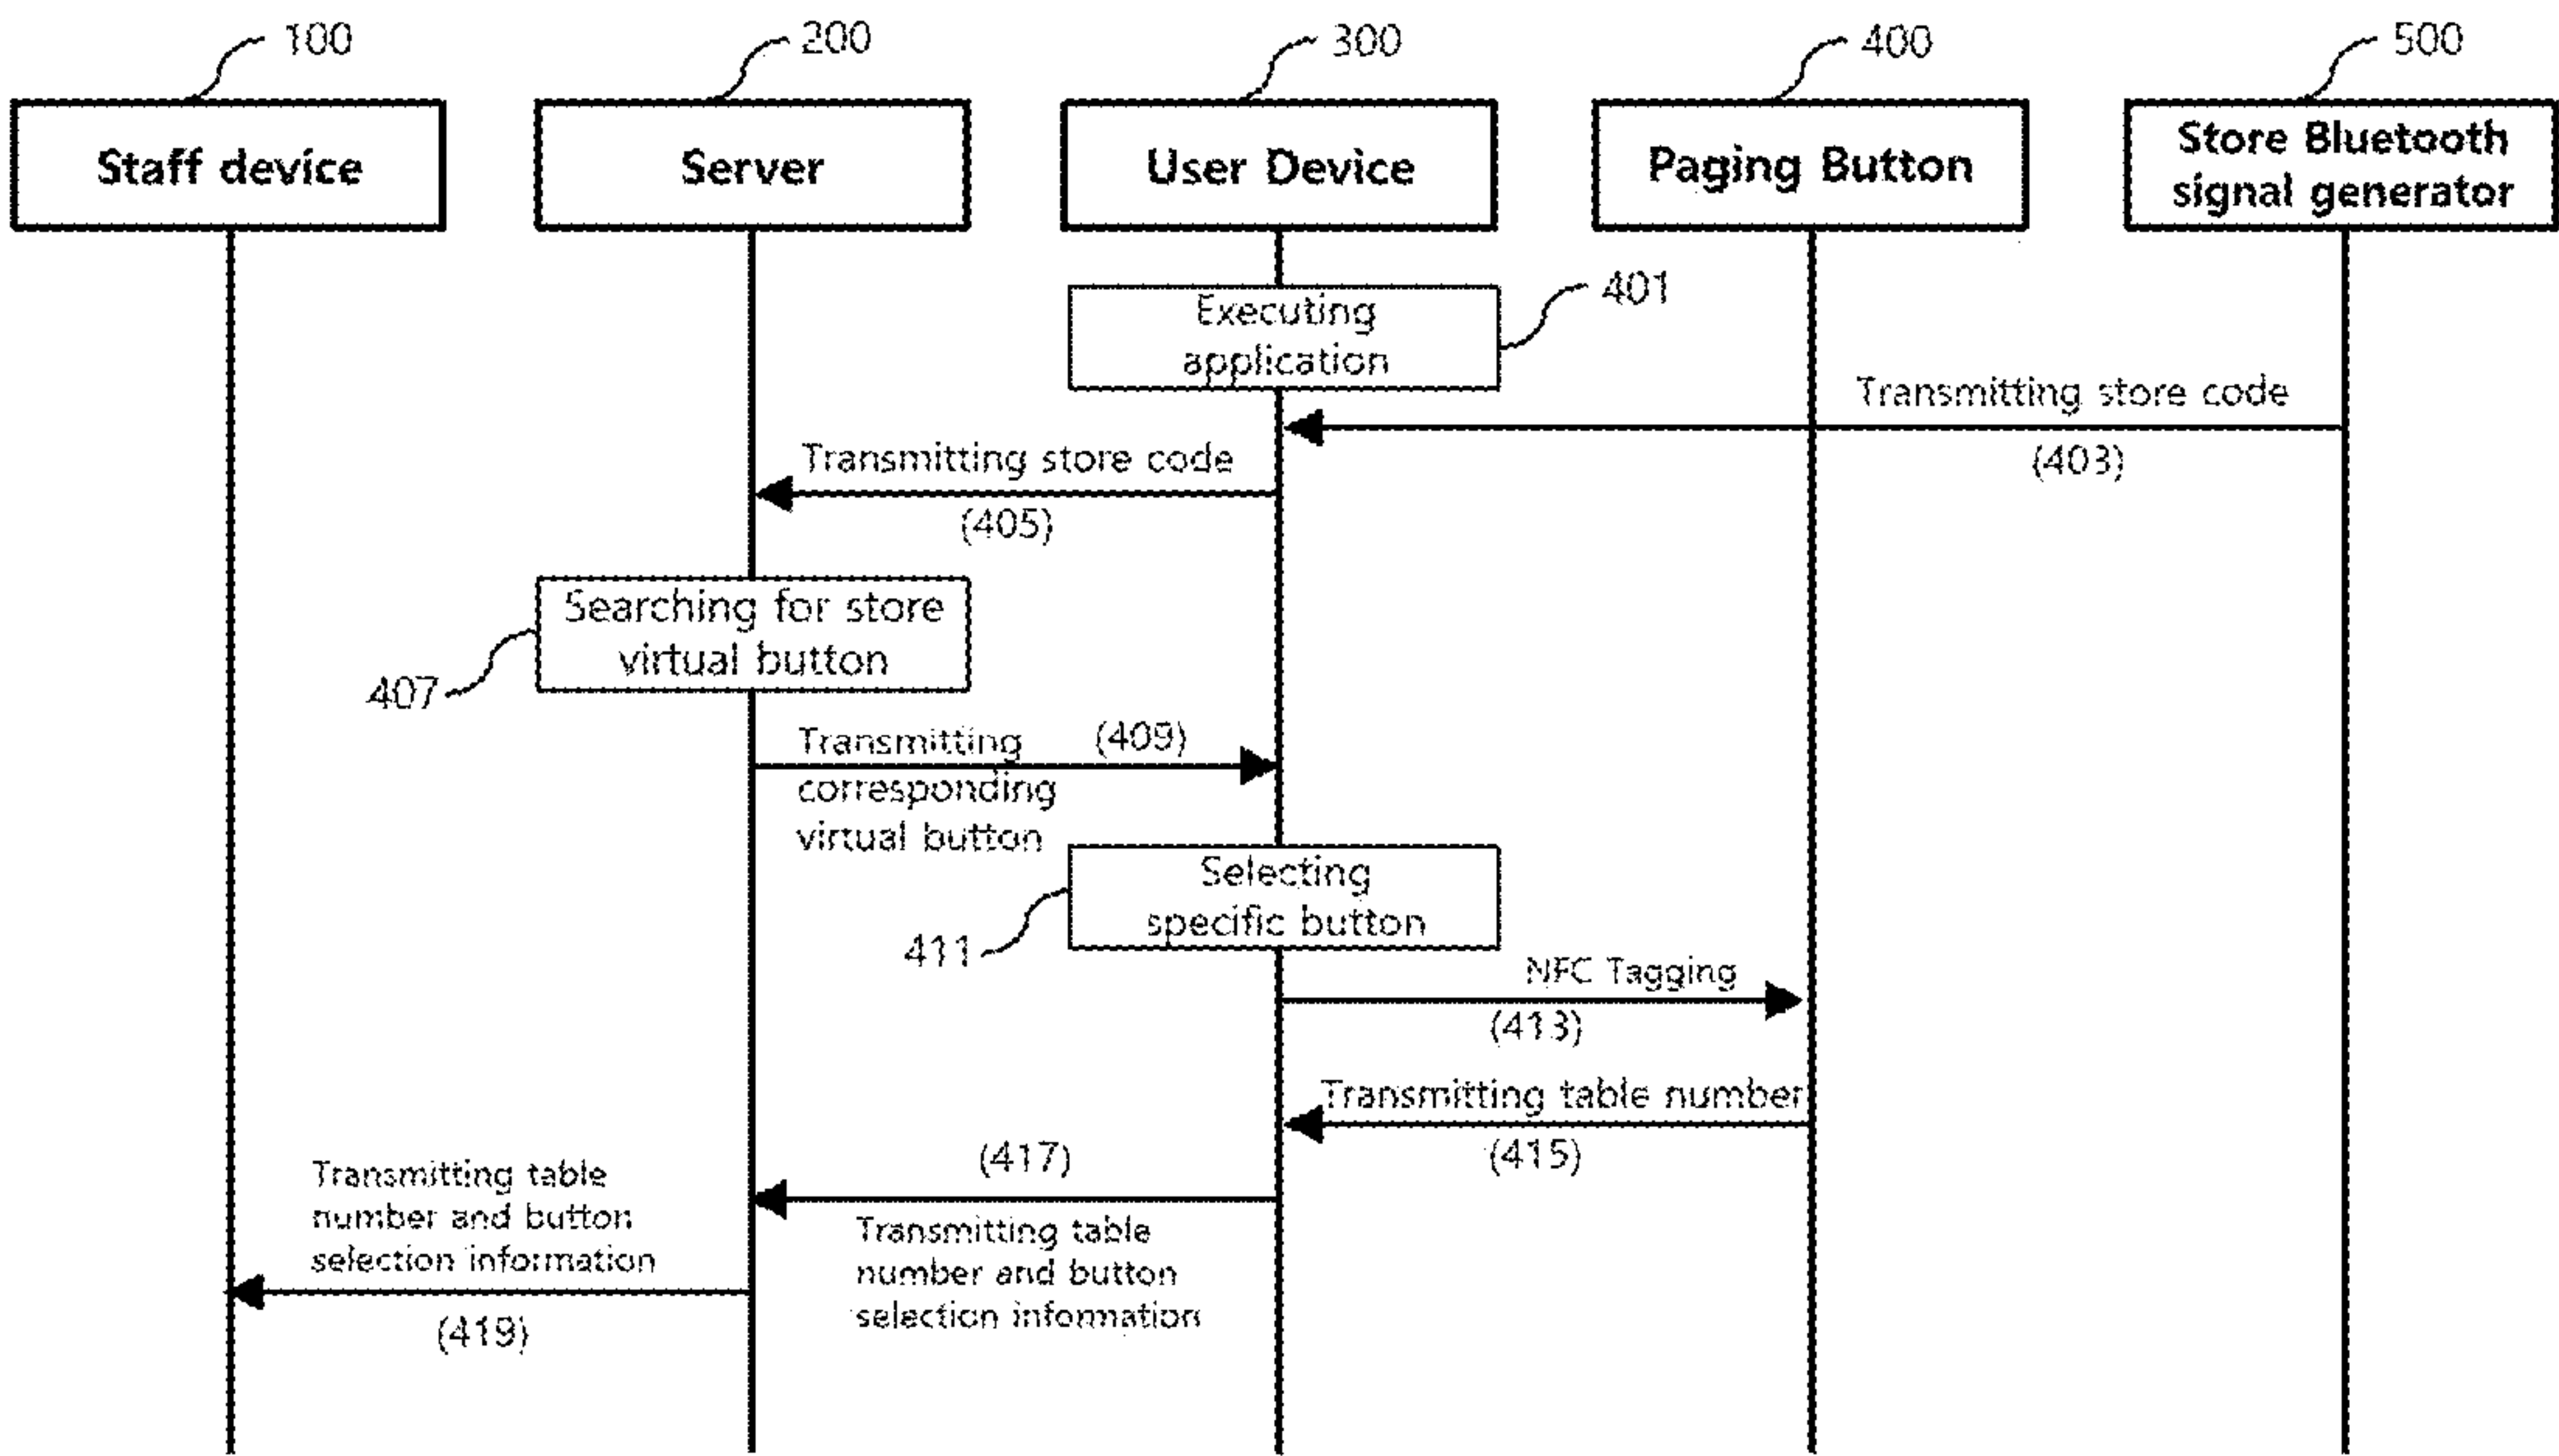 100
200
300
400
500
Staff device
Server
User Device
Paging Button
Store Bluetooth
signal generator
401
Executing
application
Transmitting store code
(403)
Transmitting store code
(405)
Searching for store
virtual button
407
Transmitting
(409)
corresponding
virtual button
Selecting
specific button
411
NFC Tagging
(413)
Transmitting table number
(415)
(417)
Transmitting table
number and button
selection information
Transmitting table
number and button
selection information
(419)